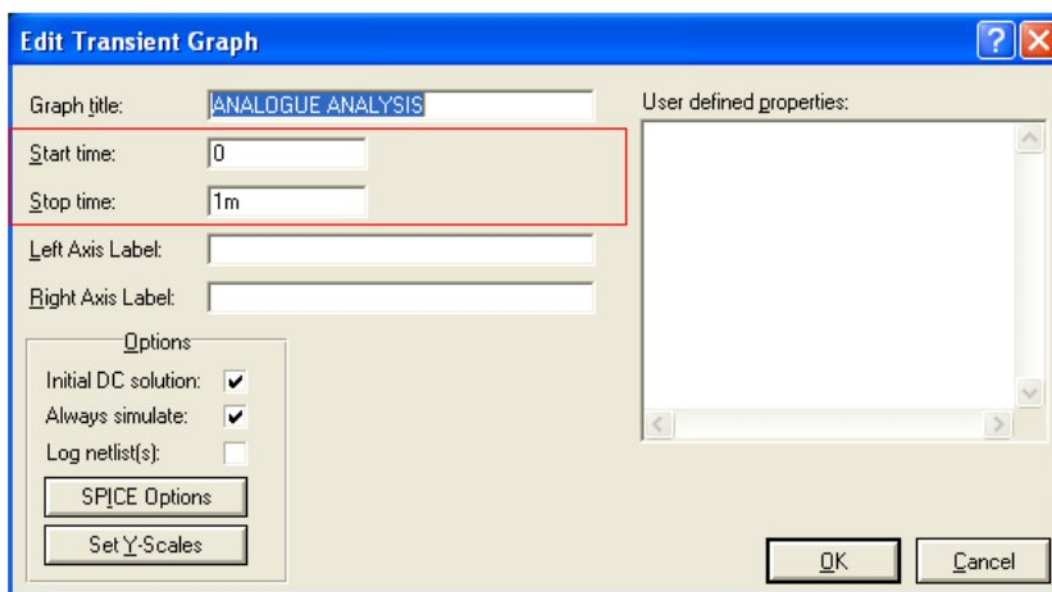 Edit Transient Graph
Graph title: ANALOGUE ANALYSIS
User defined properties:
Start time: 0
Stop time: 1m
Left Axis Label:
Right Axis Label:
Options
Initial DC solution:
Always simulate:
Log netlist(s):
SPICE Options
Set Y-Scales
OK Cancel